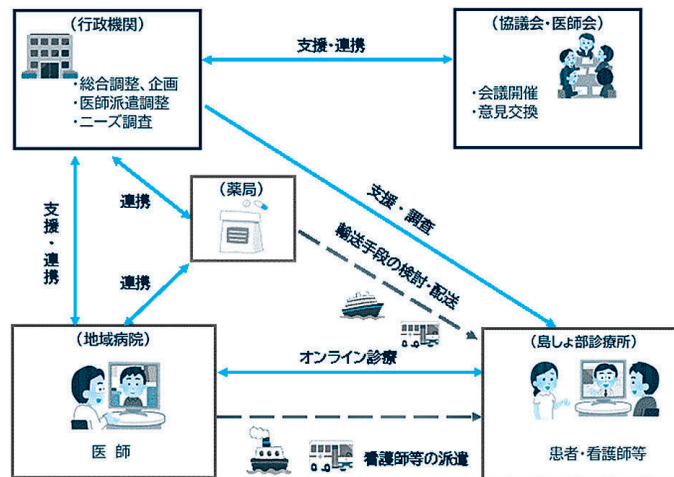 (行政機関)
・総合調整、企画
・医師派遣調整
・ニーズ調査
支援・連携
(協議会・医師会)
・会議開催
・意見交換
支援・連携
連携
(薬局)
連携
支援・調査
輸送手段の検討・配送
(地域病院)
医 師
オンライン診療
看護師等の派遣
(島しょ部診療所)
患者・看護師等